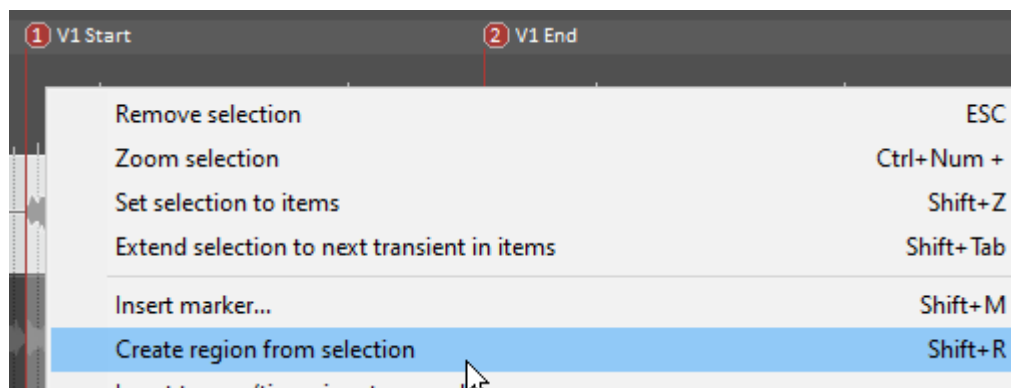 1 V1 Start 2 V1 End
Remove selection ESC
Zoom selection Ctrl+Num +
Set selection to items Shift+Z
Extend selection to next transient in items Shift+Tab
Insert marker... Shift+M
Create region from selection Shift+R